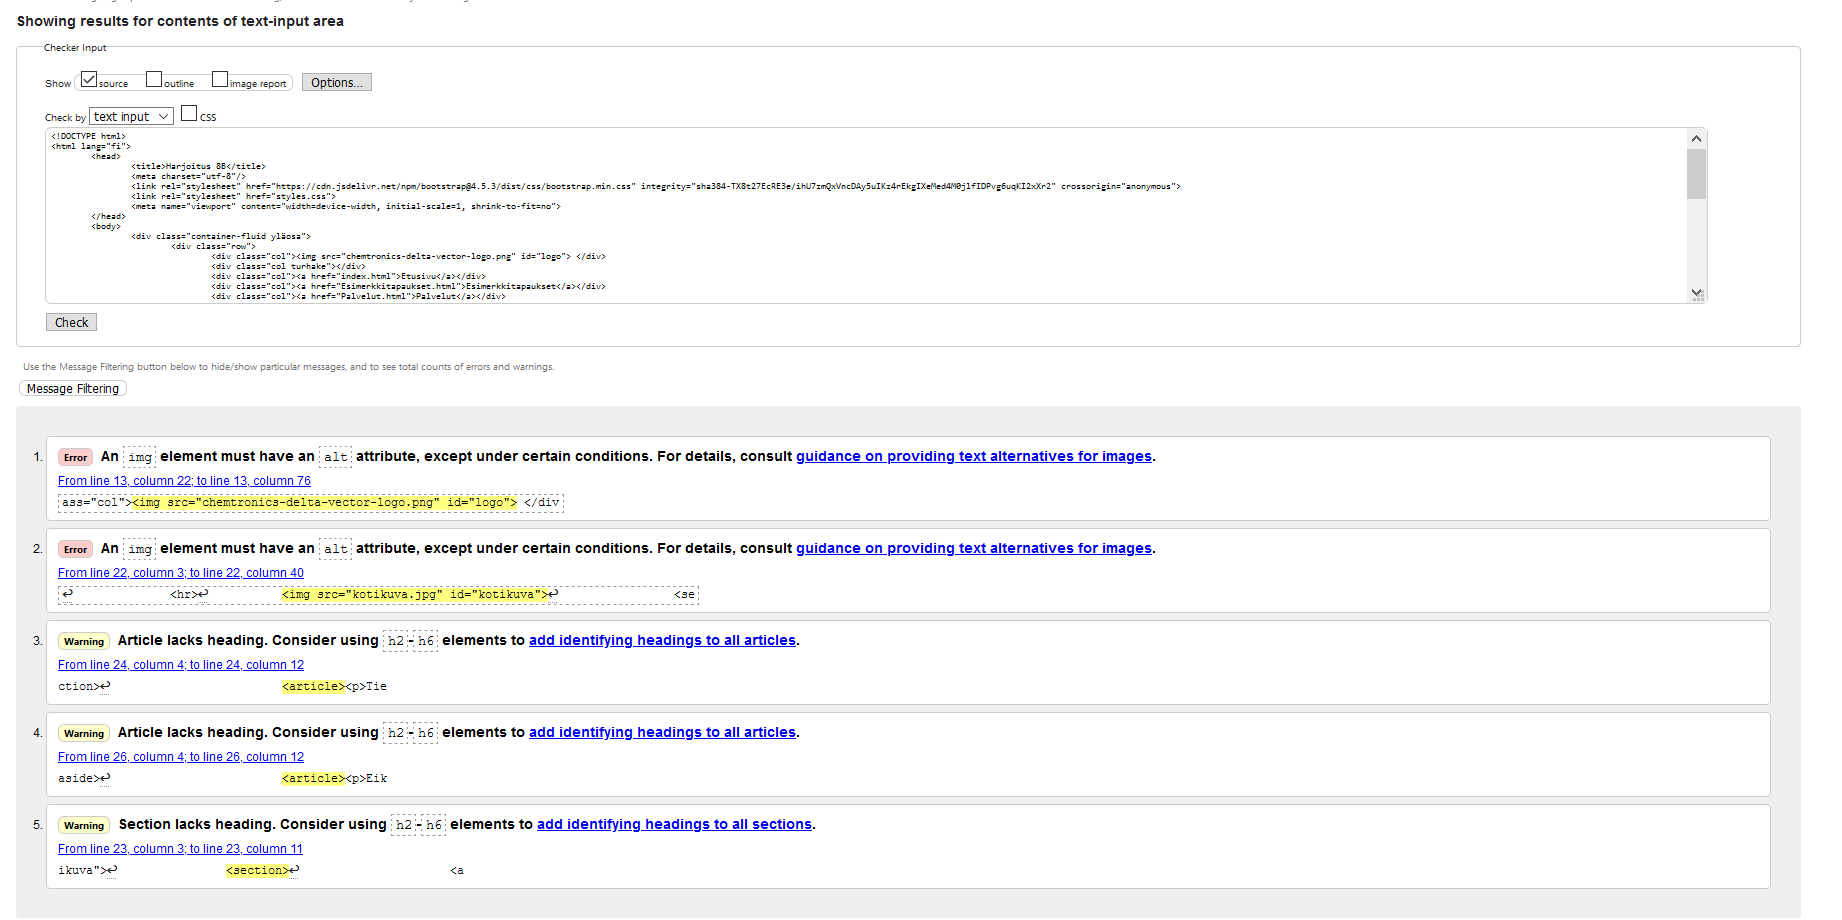 Showing results for contents of text-input area
Checker Input
Show source outline image report Options...
Check by text input CSS
<!DOCTYPE html>
<html lang="fi">
<head>
<title>Harjoitus 8B</title>
<meta charset="utf-8"/>
<link rel="stylesheet" href="https://cdn.jsdelivr.net/npm/bootstrap@4.5.3/dist/css/bootstrap.min.css" integrity="sha384-TX8t27EcRE3e/ihU7zmQxVncDAy5uIKz4rEkgIXeMed4M0jlfIDPvg6uqKI2xXr2" crossorigin="anonymous">
<link rel="stylesheet" href="styles.css">
<meta name="viewport" content="width=device-width, initial-scale=1, shrink-to-fit=no">
</head>
<body>
<div class="container-fluid yläosa">
<div class="row">
<div class="col"><img src="chemtronics-delta-vector-logo.png" id="logo"> </div>
<div class="col turhake"></div>
<div class="col"><a href="index.html">Etusivu</a></div>
<div class="col"><a href="Esimerkkitapaukset.html">Esimerkkitapaukset</a></div>
<div class="col"><a href="Palvelut.html">Palvelut</a></div>
Check
Use the Message Filtering button below to hide/show particular messages, and to see total counts of errors and warnings.
Message Filtering
1. Error An img element must have an alt attribute, except under certain conditions. For details, consult guidance on providing text alternatives for images.
From line 13, column 22; to line 13, column 76
ass="col"><img src="chemtronics-delta-vector-logo.png" id="logo"> </div
2. Error An img element must have an alt attribute, except under certain conditions. For details, consult guidance on providing text alternatives for images.
From line 22, column 3; to line 22, column 40
↩ <hr>↩ <img src="kotikuva.jpg" id="kotikuva">↩ <se
3. Warning Article lacks heading. Consider using h2-h6 elements to add identifying headings to all articles.
From line 24, column 4; to line 24, column 12
ction>↩ <article><p>Tie
4. Warning Article lacks heading. Consider using h2-h6 elements to add identifying headings to all articles.
From line 26, column 4; to line 26, column 12
aside>↩ <article><p>Eik
5. Warning Section lacks heading. Consider using h2-h6 elements to add identifying headings to all sections.
From line 23, column 3; to line 23, column 11
ikuva">↩ <section>↩ <a